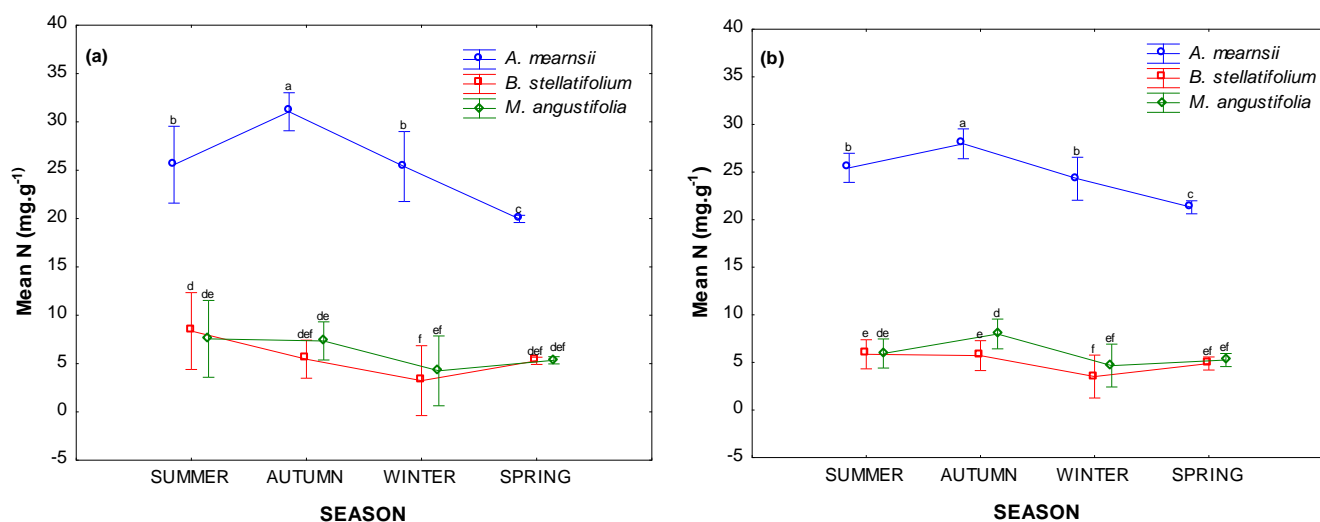 (a)
A. mearnsii
B. stellatifolium
M. angustifolia
40
35
30
25
20
15
10
5
0
-5
Mean N (mg.g-1)
b
a
b
c
d
de
def
de
f
ef
def
def
SUMMER AUTUMN WINTER SPRING
SEASON
(b)
A. mearnsii
B. stellatifolium
M. angustifolia
40
35
30
25
20
15
10
5
0
-5
Mean N (mg.g-1)
b
a
b
c
e
de
e
d
f
ef
ef
ef
SUMMER AUTUMN WINTER SPRING
SEASON